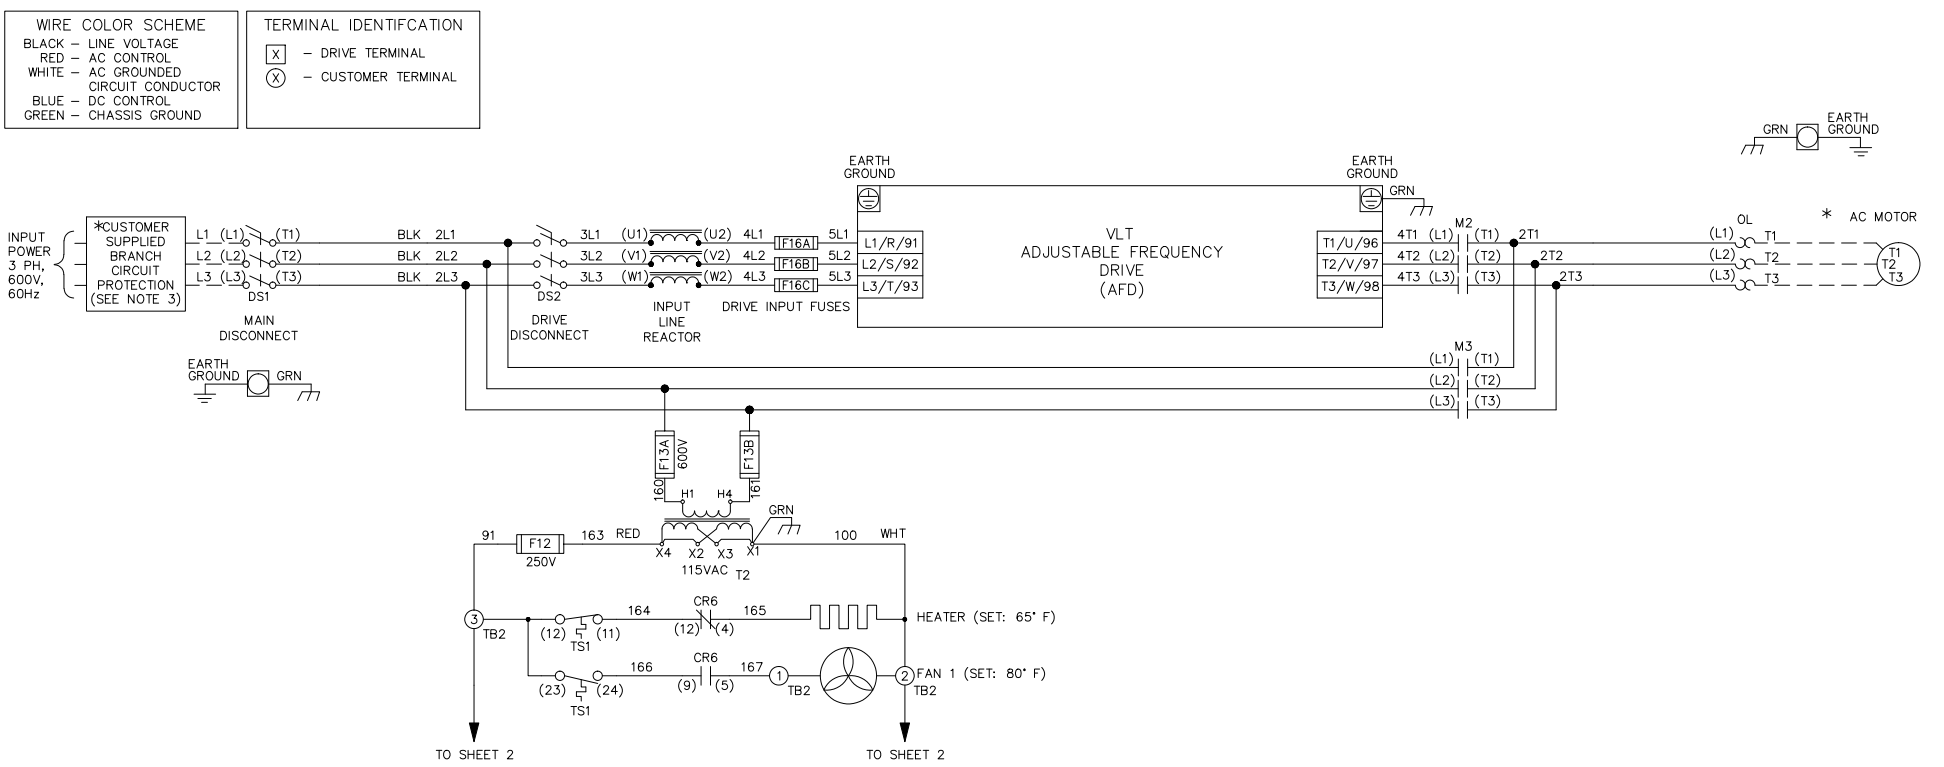 WIRE COLOR SCHEME
BLACK – LINE VOLTAGE
RED – AC CONTROL
WHITE – AC GROUNDED
CIRCUIT CONDUCTOR
BLUE – DC CONTROL
GREEN – CHASSIS GROUND
TERMINAL IDENTIFCATION
X – DRIVE TERMINAL
X – CUSTOMER TERMINAL
GRN
EARTH
GROUND
EARTH
GROUND
EARTH
GROUND
GRN
INPUT
POWER
3 PH,
600V,
60Hz
*CUSTOMER
SUPPLIED
BRANCH
CIRCUIT
PROTECTION
(SEE NOTE 3)
L1 (L1) (T1) BLK 2L1 3L1 (U1) (U2) 4L1 F16A 5L1 L1/R/91
L2 (L2) (T2) BLK 2L2 3L2 (V1) (V2) 4L2 F16B 5L2 L2/S/92
L3 (L3) (T3) BLK 2L3 3L3 (W1) (W2) 4L3 F16C 5L3 L3/T/93
DS1
MAIN
DISCONNECT
DS2
DRIVE
DISCONNECT
INPUT
LINE
REACTOR
DRIVE INPUT FUSES
VLT
ADJUSTABLE FREQUENCY
DRIVE
(AFD)
M2
OL
* AC MOTOR
T1/U/96 4T1 (L1) (T1) 2T1 (L1) T1 T1
T2/V/97 4T2 (L2) (T2) 2T2 (L2) T2 T2
T3/W/98 4T3 (L3) (T3) 2T3 (L3) T3 T3
EARTH
GROUND
GRN
M3
(L1) (T1)
(L2) (T2)
(L3) (T3)
F13A
600V
F13B
160
161
H1 H4
GRN
91 F12 163 RED
250V
X4 X2 X3 X1
100 WHT
115VAC T2
3
TB2
(12) (11)
TS1
164
CR6
(12) (4)
165
HEATER (SET: 65° F)
(23) (24)
TS1
166
CR6
(9) (5)
167
1
TB2
2
TB2
FAN 1 (SET: 80° F)
TO SHEET 2
TO SHEET 2